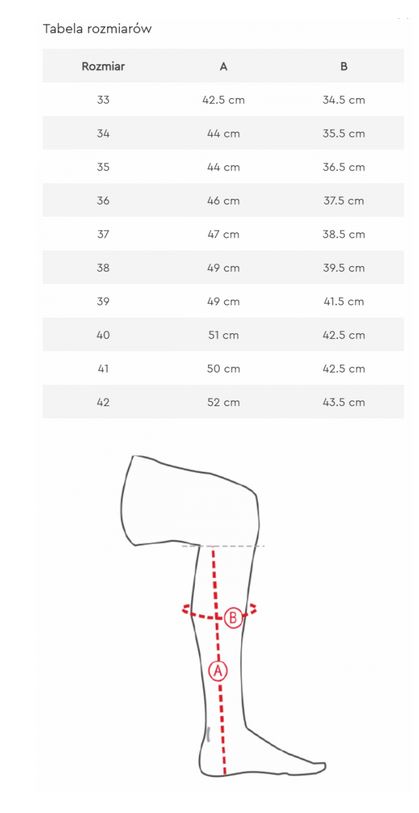 Tabela rozmiarów
Rozmiar A B
33 42.5 cm 34.5 cm
34 44 cm 35.5 cm
35 44 cm 36.5 cm
36 46 cm 37.5 cm
37 47 cm 38.5 cm
38 49 cm 39.5 cm
39 49 cm 41.5 cm
40 51 cm 42.5 cm
41 50 cm 42.5 cm
42 52 cm 43.5 cm
B
A